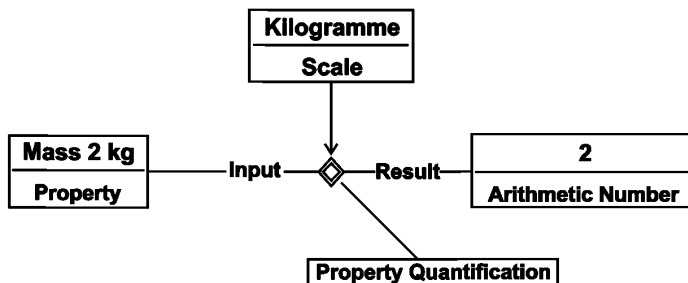 Kilogramme
Scale
Mass 2 kg
Property
Input
Result
2
Arithmetic Number
Property Quantification